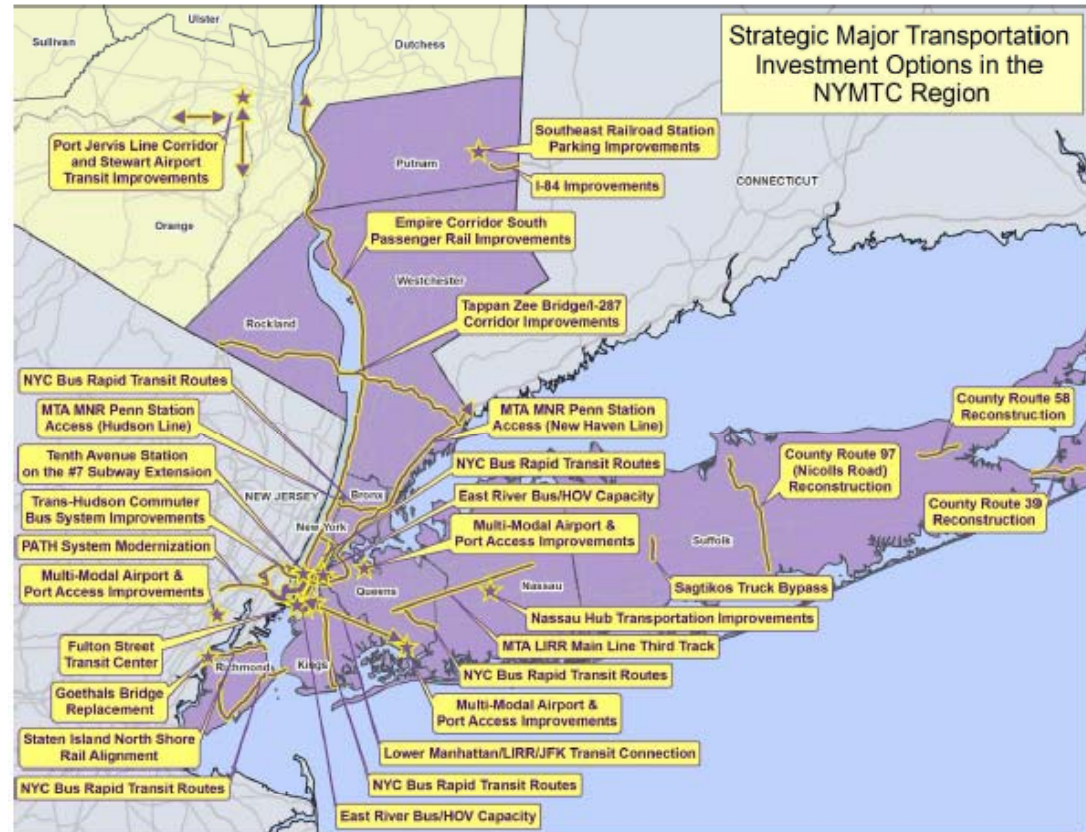 Strategic Major Transportation
Investment Options in the
NYMTC Region
Ulster
Sullivan
Dutchess
Port Jervis Line Corridor
and Stewart Airport
Transit Improvements
Southeast Railroad Station
Parking Improvements
Putnam
I-84 Improvements
CONNECTICUT
Orange
Empire Corridor South
Passenger Rail Improvements
Westchester
Rockland
Tappan Zee Bridge/I-287
Corridor Improvements
NYC Bus Rapid Transit Routes
MTA MNR Penn Station
Access (Hudson Line)
Tenth Avenue Station
on the #7 Subway Extension
Trans-Hudson Commuter
Bus System Improvements
PATH System Modernization
Multi-Modal Airport &
Port Access Improvements
Fulton Street
Transit Center
Goethals Bridge
Replacement
Staten Island North Shore
Rail Alignment
NYC Bus Rapid Transit Routes
NEW JERSEY
Bronx
New York
Queens
Kings
Richmond
Nassau
Suffolk
MTA MNR Penn Station
Access (New Haven Line)
NYC Bus Rapid Transit Routes
East River Bus/HOV Capacity
Multi-Modal Airport &
Port Access Improvements
County Route 58
Reconstruction
County Route 97
(Nicolls Road)
Reconstruction
County Route 39
Reconstruction
Sagtikos Truck Bypass
Nassau Hub Transportation Improvements
MTA LIRR Main Line Third Track
NYC Bus Rapid Transit Routes
Multi-Modal Airport &
Port Access Improvements
Lower Manhattan/LIRR/JFK Transit Connection
NYC Bus Rapid Transit Routes
East River Bus/HOV Capacity